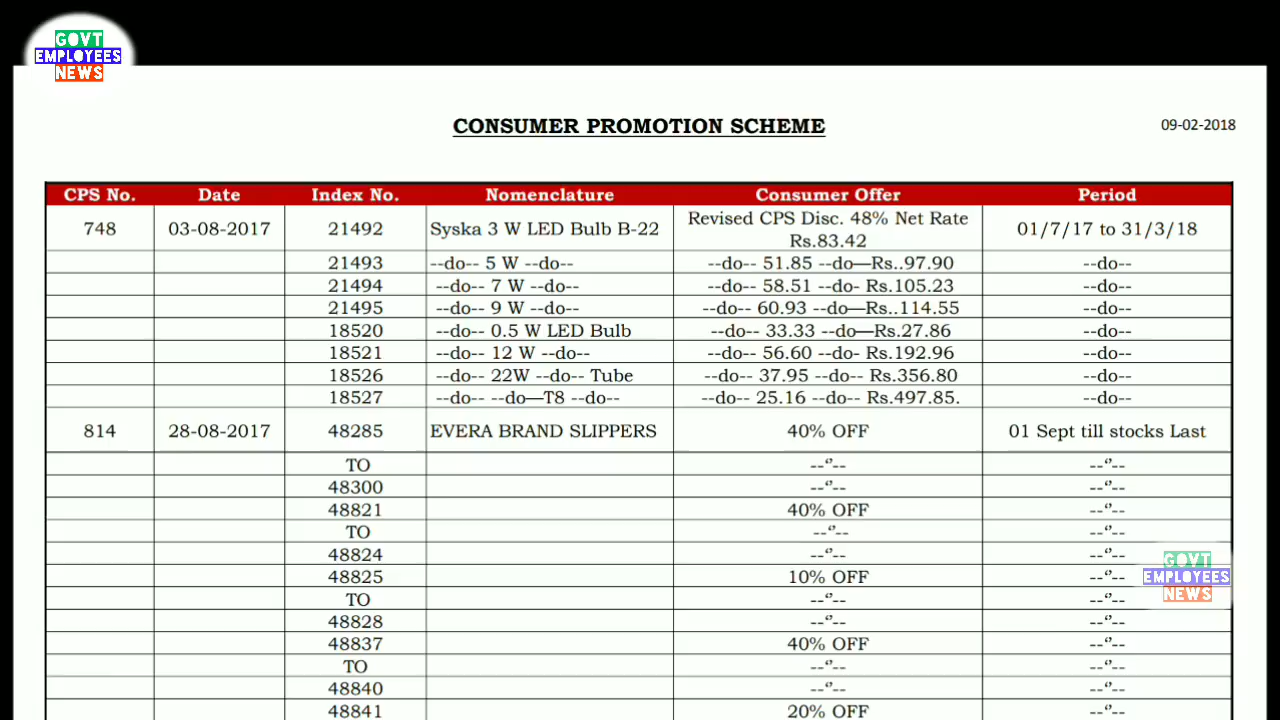 GOVT
EMPLOYEES
NEWS
CONSUMER PROMOTION SCHEME
09-02-2018
CPS No. Date Index No. Nomenclature Consumer Offer Period
748 03-08-2017 21492 Syska 3 W LED Bulb B-22 Revised CPS Disc. 48% Net Rate Rs.83.42 01/7/17 to 31/3/18
21493 --do-- 5 W --do-- --do-- 51.85 --do—Rs..97.90 --do--
21494 --do-- 7 W --do-- --do-- 58.51 --do- Rs.105.23 --do--
21495 --do-- 9 W --do-- --do-- 60.93 --do—Rs..114.55 --do--
18520 --do-- 0.5 W LED Bulb --do-- 33.33 --do—Rs.27.86 --do--
18521 --do-- 12 W --do-- --do-- 56.60 --do- Rs.192.96 --do--
18526 --do-- 22W --do-- Tube --do-- 37.95 --do-- Rs.356.80 --do--
18527 --do-- --do—T8 --do-- --do-- 25.16 --do-- Rs.497.85. --do--
814 28-08-2017 48285 EVERA BRAND SLIPPERS 40% OFF 01 Sept till stocks Last
TO --“-- --“--
48300 --“-- --“--
48821 40% OFF --“--
TO --“-- --“--
48824 --“-- --“--
48825 10% OFF --“--
TO --“-- --“--
48828 --“-- --“--
48837 40% OFF --“--
TO --“-- --“--
48840 --“-- --“--
48841 20% OFF --“--
GOVT
EMPLOYEES
NEWS